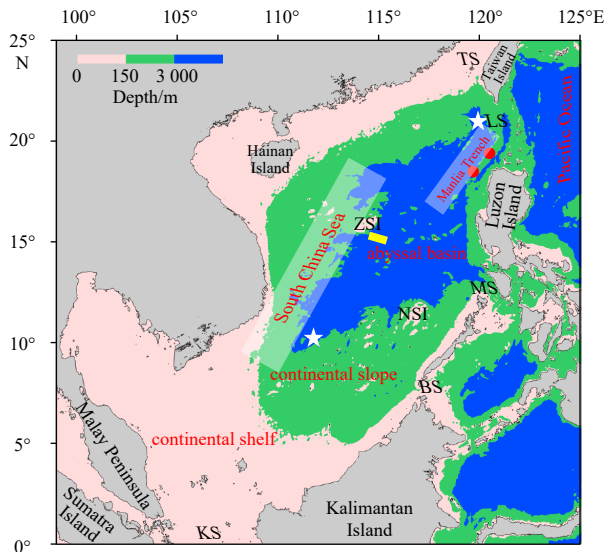 100° 105° 110° 115° 120° 125°E
25°
N
20°
15°
10°
5°
0°
0 150 3 000
Depth/m
TS
Taiwan
Island
LS
Pacific Ocean
Hainan
Island
Manlia Trench
Luzon
Island
South China Sea
ZSI
abyssal basin
MS
NSI
continental slope
BS
Malay Peninsula
continental shelf
Sumatra
Island
KS
Kalimantan
Island